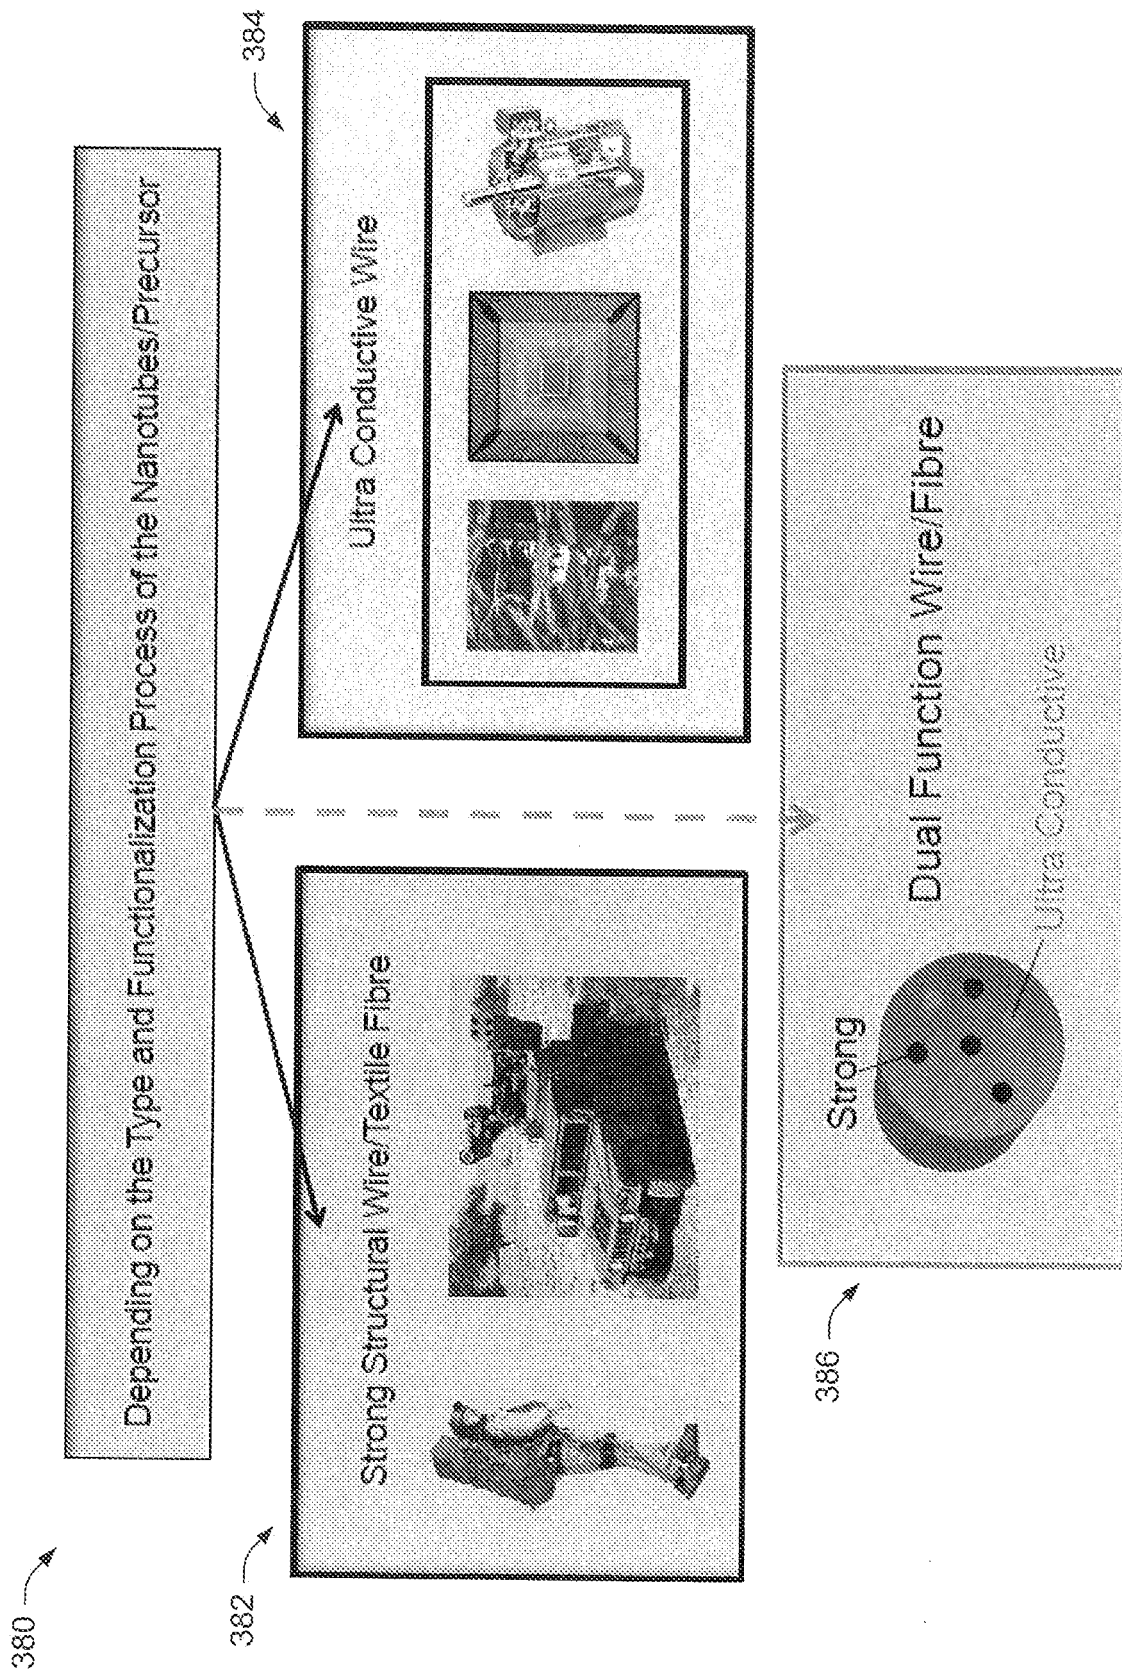 380
Depending on the Type and Functionalization Process of the Nanotubes/Precursor
382
Strong Structural Wire/Textile Fibre
384
Ultra Conductive Wire
386
Strong
Dual Function Wire/Fibre
Ultra Conductive